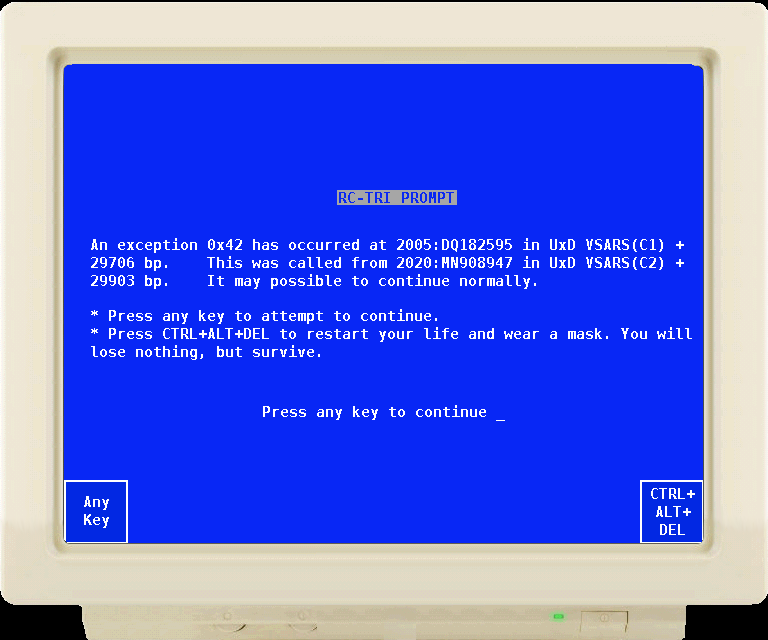 RC-TRI PROMPT
An exception 0x42 has occurred at 2005:DQ182595 in UxD VSARS(C1) +
29706 bp.    This was called from 2020:MN908947 in UxD VSARS(C2) +
29903 bp.    It may possible to continue normally.
* Press any key to attempt to continue.
* Press CTRL+ALT+DEL to restart your life and wear a mask. You will
lose nothing, but survive.
Press any key to continue _
Any
Key
CTRL+
ALT+
DEL